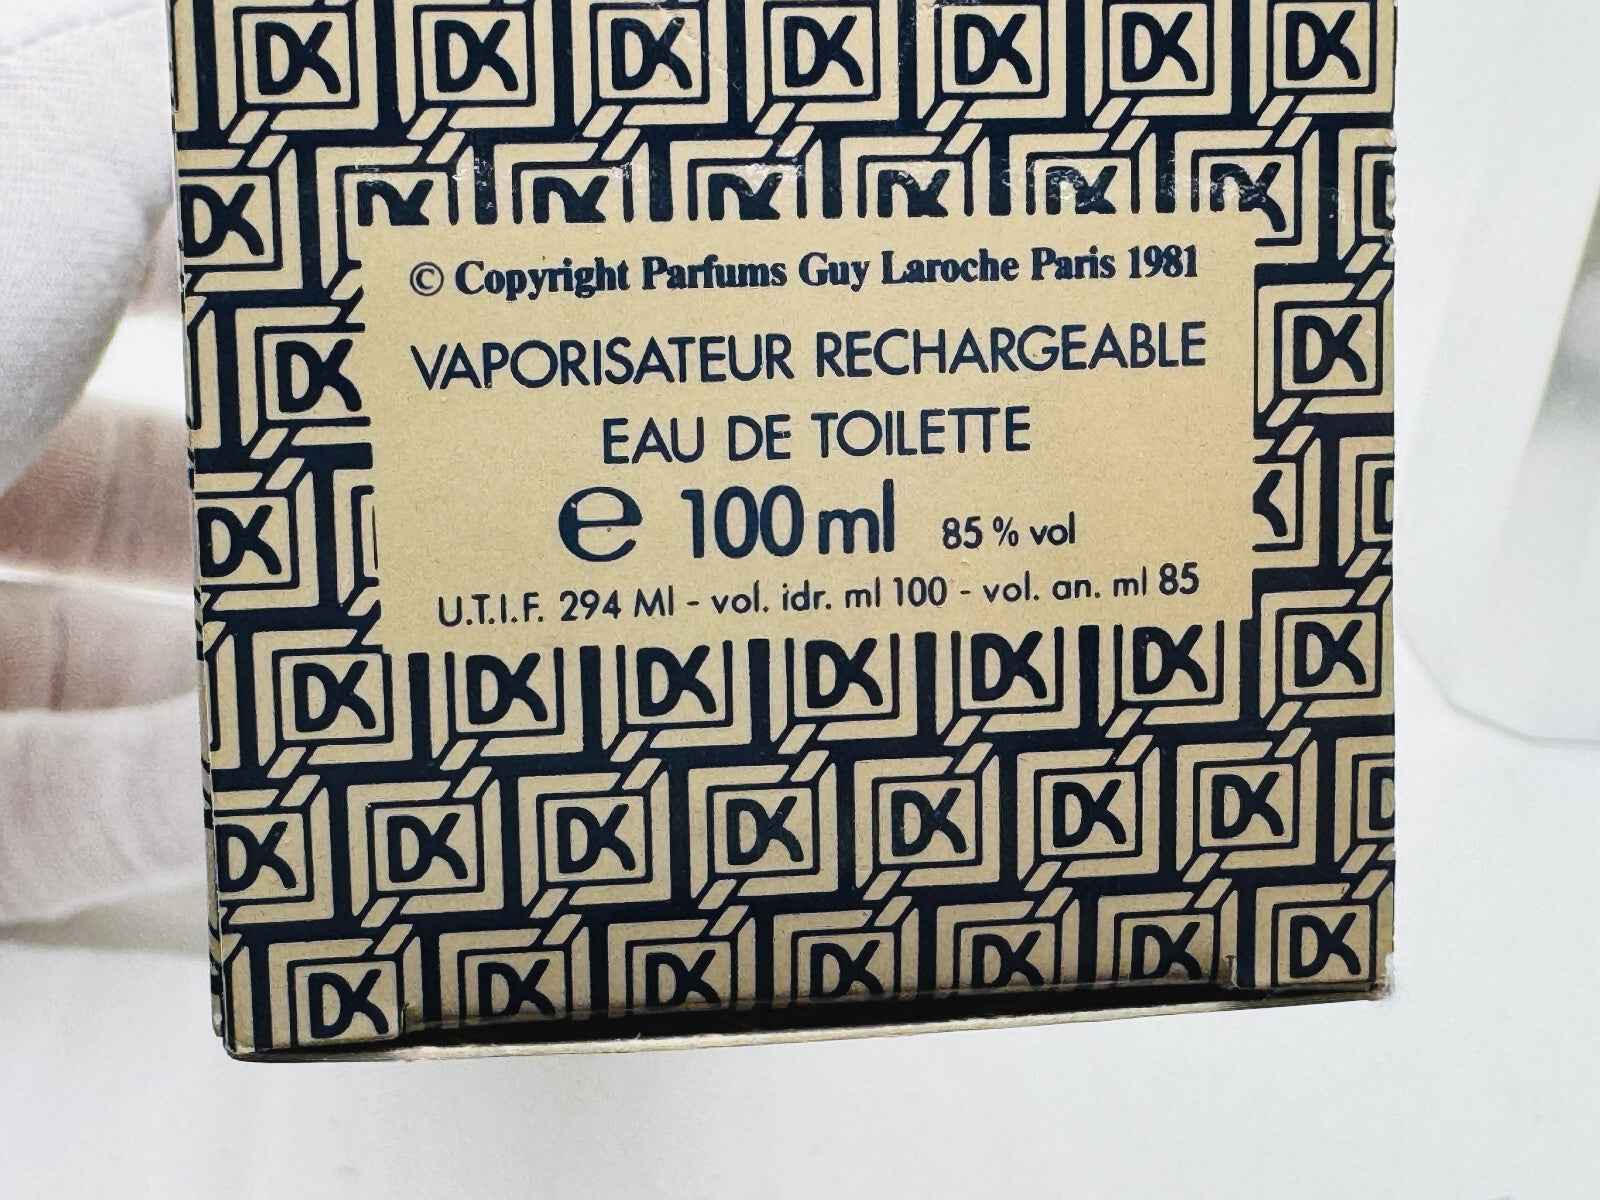 © Copyright Parfums Guy Laroche Paris 1981
VAPORISATEUR RECHARGEABLE
EAU DE TOILETTE
℮ 100 ml 85 % vol
U.T.I.F. 294 Ml - vol. idr. ml 100 - vol. an. ml 85